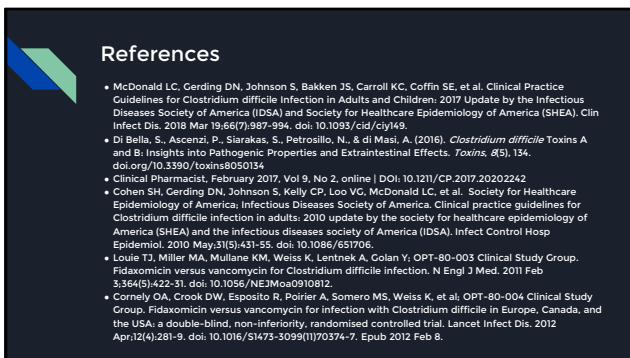 References
• McDonald LC, Gerding DN, Johnson S, Bakken JS, Carroll KC, Coffin SE, et al. Clinical Practice
Guidelines for Clostridium difficile Infection in Adults and Children: 2017 Update by the Infectious
Diseases Society of America (IDSA) and Society for Healthcare Epidemiology of America (SHEA). Clin
Infect Dis. 2018 Mar 19;66(7):987-994. doi: 10.1093/cid/ciy149.
• Di Bella, S., Ascenzi, P., Siarakas, S., Petrosillo, N., & di Masi, A. (2016). Clostridium difficile Toxins A
and B: Insights into Pathogenic Properties and Extraintestinal Effects. Toxins, 8(5), 134.
doi.org/10.3390/toxins8050134
• Clinical Pharmacist, February 2017, Vol 9, No 2, online | DOI: 10.1211/CP.2017.20202242
• Cohen SH, Gerding DN, Johnson S, Kelly CP, Loo VG, McDonald LC, et al. Society for Healthcare
Epidemiology of America; Infectious Diseases Society of America. Clinical practice guidelines for
Clostridium difficile infection in adults: 2010 update by the society for healthcare epidemiology of
America (SHEA) and the infectious diseases society of America (IDSA). Infect Control Hosp
Epidemiol. 2010 May;31(5):431-55. doi: 10.1086/651706.
• Louie TJ, Miller MA, Mullane KM, Weiss K, Lentnek A, Golan Y; OPT-80-003 Clinical Study Group.
Fidaxomicin versus vancomycin for Clostridium difficile infection. N Engl J Med. 2011 Feb
3;364(5):422-31. doi: 10.1056/NEJMoa0910812.
• Cornely OA, Crook DW, Esposito R, Poirier A, Somero MS, Weiss K, et al; OPT-80-004 Clinical Study
Group. Fidaxomicin versus vancomycin for infection with Clostridium difficile in Europe, Canada, and
the USA: a double-blind, non-inferiority, randomised controlled trial. Lancet Infect Dis. 2012
Apr;12(4):281-9. doi: 10.1016/S1473-3099(11)70374-7. Epub 2012 Feb 8.